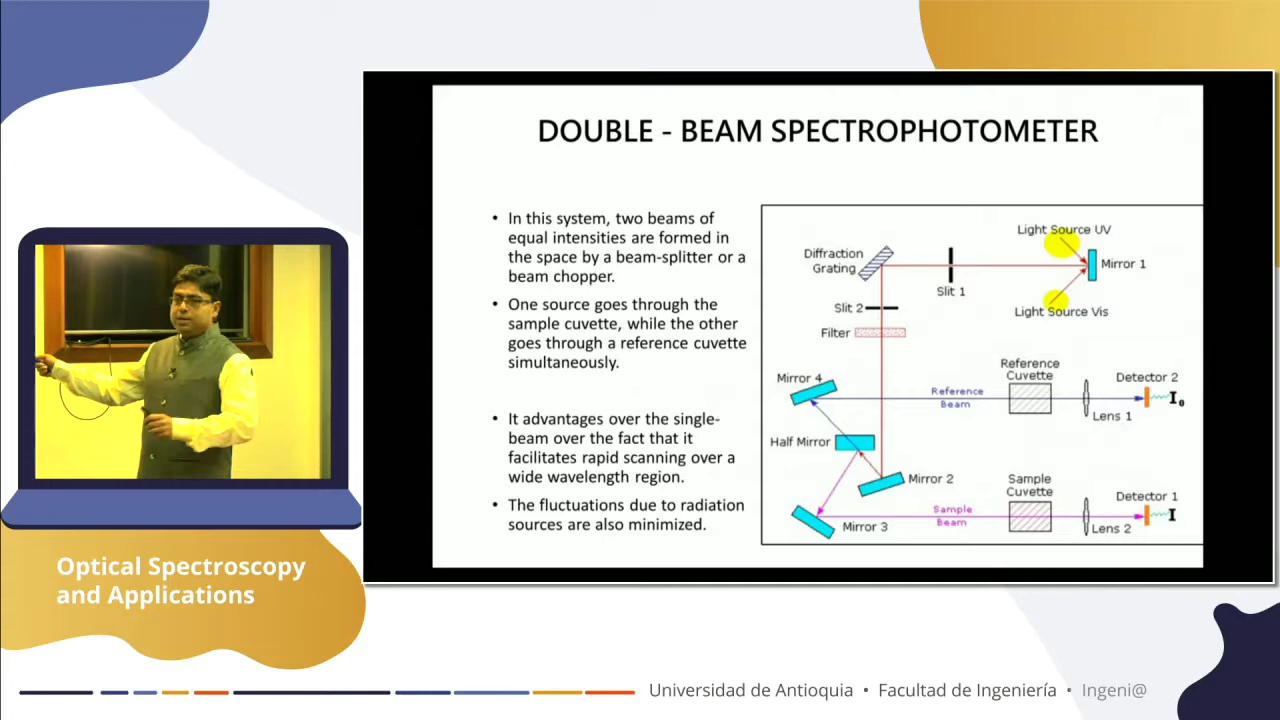 DOUBLE - BEAM SPECTROPHOTOMETER
• In this system, two beams of
equal intensities are formed in
the space by a beam-splitter or a
beam chopper.
• One source goes through the
sample cuvette, while the other
goes through a reference cuvette
simultaneously.
• It advantages over the single-
beam over the fact that it
facilitates rapid scanning over a
wide wavelength region.
• The fluctuations due to radiation
sources are also minimized.
Light Source UV
Diffraction
Grating
Mirror 1
Slit 1
Slit 2
Light Source Vis
Filter
Reference
Cuvette
Mirror 4
Detector 2
Reference
Beam
I0
Lens 1
Half Mirror
Mirror 2
Sample
Cuvette
Detector 1
Sample
Beam
I
Mirror 3
Lens 2
Optical Spectroscopy
and Applications
Universidad de Antioquia • Facultad de Ingeniería • Ingeni@